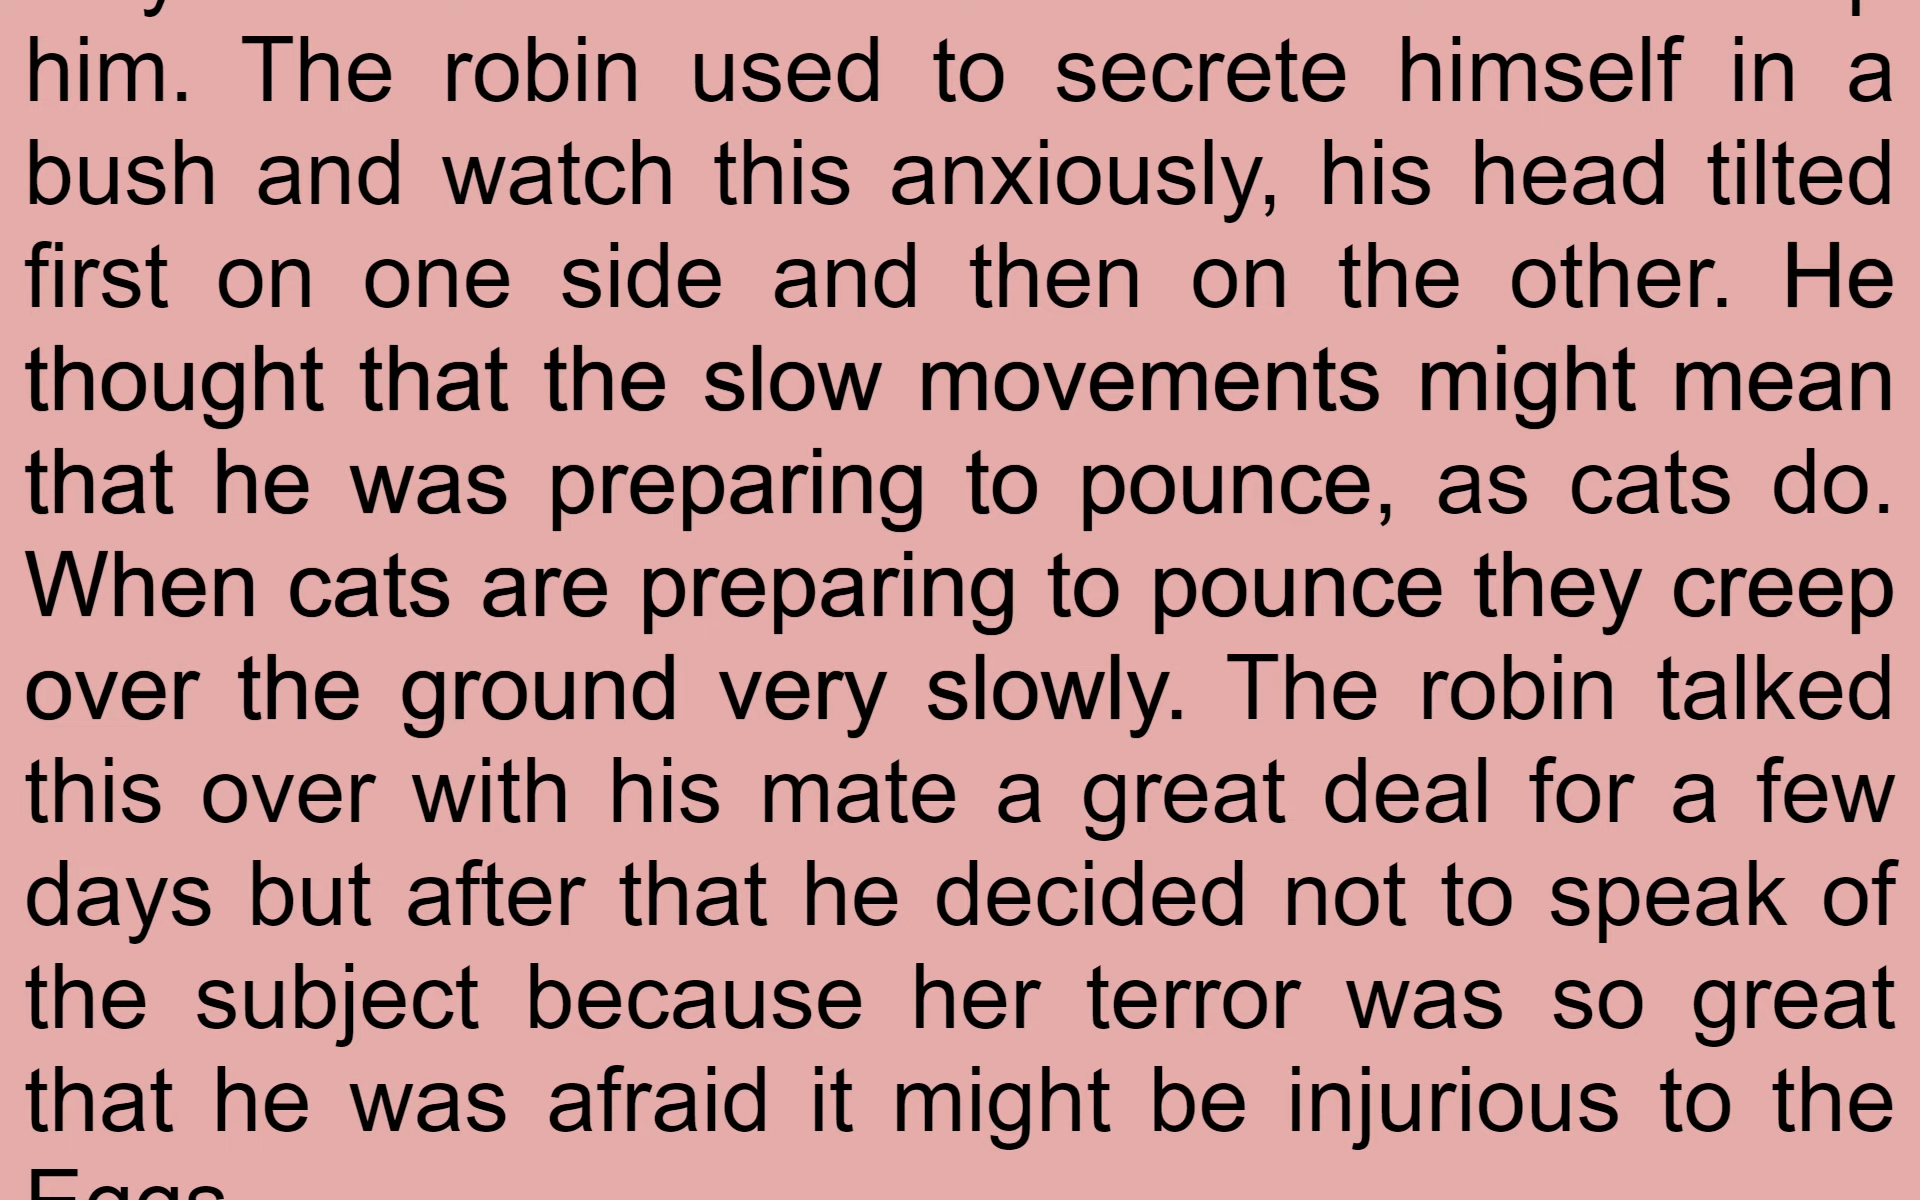 him. The robin used to secrete himself in a
bush and watch this anxiously, his head tilted
first on one side and then on the other. He
thought that the slow movements might mean
that he was preparing to pounce, as cats do.
When cats are preparing to pounce they creep
over the ground very slowly. The robin talked
this over with his mate a great deal for a few
days but after that he decided not to speak of
the subject because her terror was so great
that he was afraid it might be injurious to the
Eggs